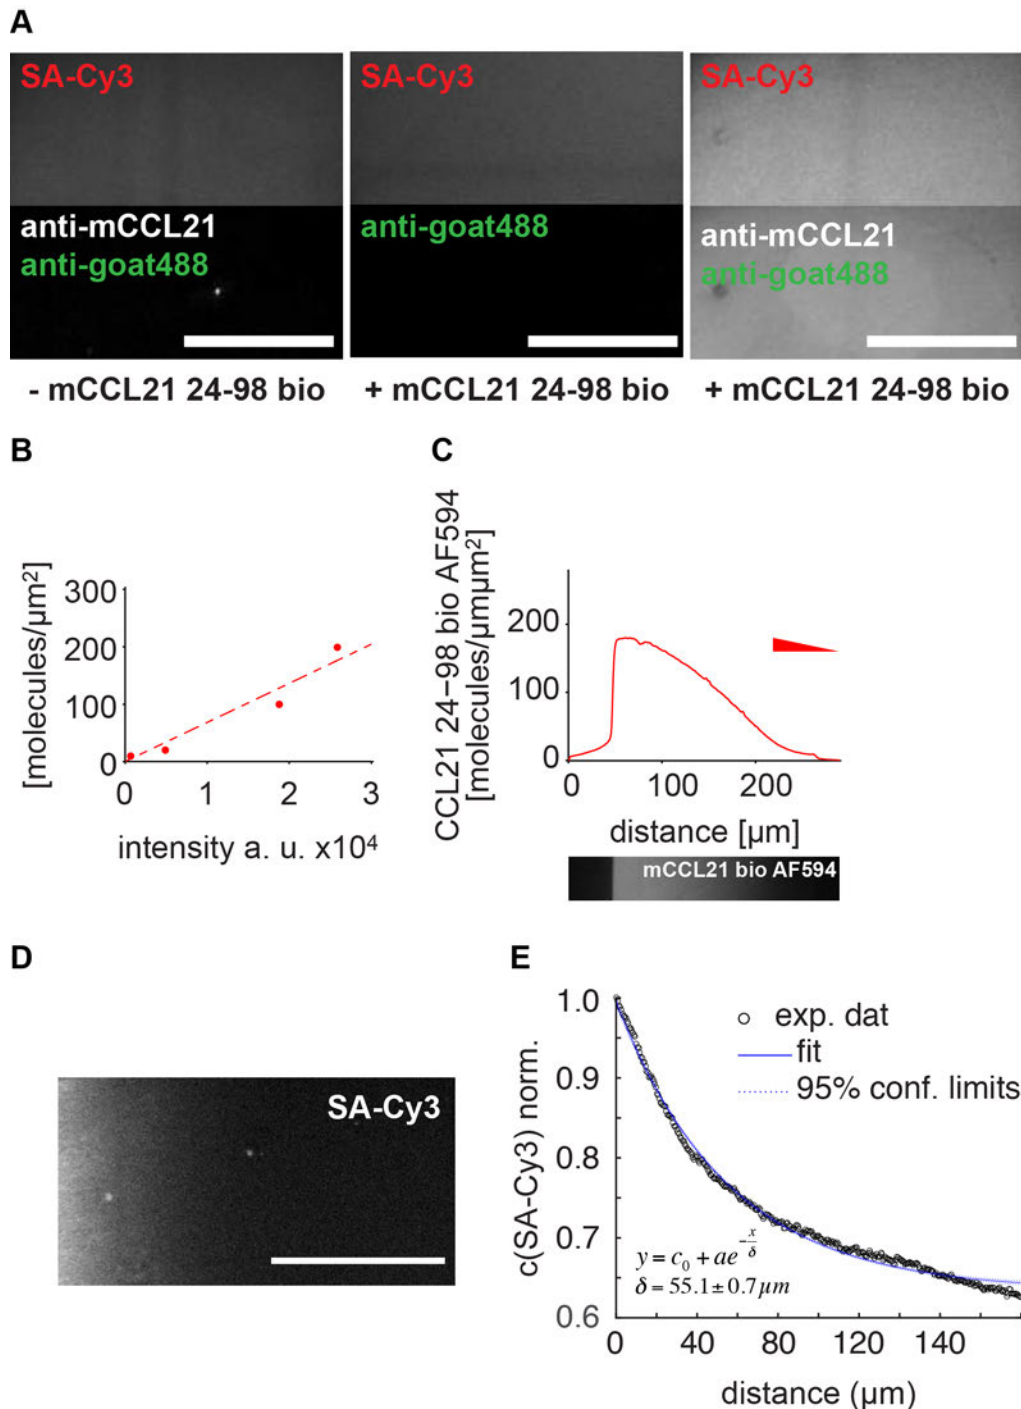 A
SA-Cy3
SA-Cy3
SA-Cy3
anti-mCCL21
anti-goat488
anti-goat488
anti-mCCL21
anti-goat488
- mCCL21 24-98 bio
+ mCCL21 24-98 bio
+ mCCL21 24-98 bio
B
[molecules/µm²]
300
200
100
0
0
1
2
3
intensity a. u. x10⁴
C
CCL21 24–98 bio AF594
[molecules/µmµm²]
200
100
0
0
100
200
distance [µm]
mCCL21 bio AF594
D
SA-Cy3
E
c(SA-Cy3) norm.
1.0
0.9
0.8
0.7
0.6
exp. dat
fit
95% conf. limits
y = c₀ + ae^(-x/δ)
δ = 55.1 ± 0.7 µm
0
40
80
120
140
distance (µm)